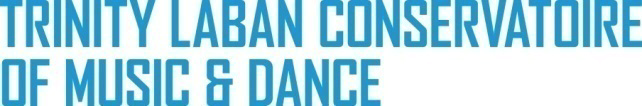 TRINITY LABAN CONSERVATOIRE
OF MUSIC & DANCE